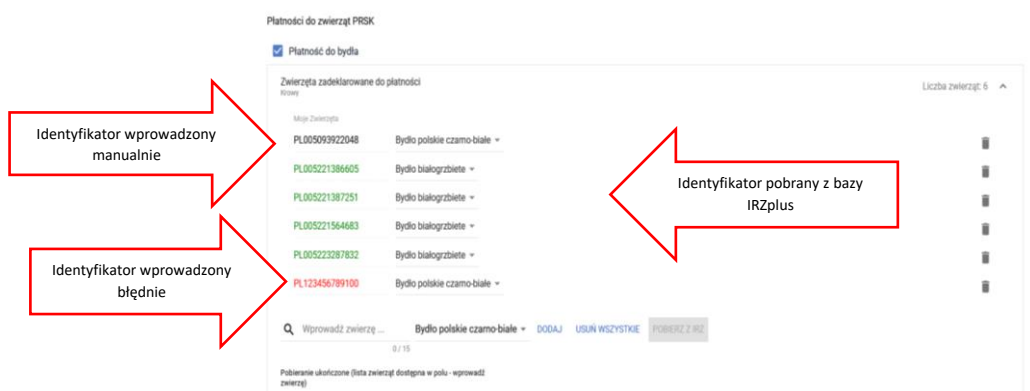 Płatności do zwierząt PRSK
Płatność do bydła
Zwierzęta zadeklarowane do płatności
Krowy
Liczba zwierząt: 6
Moje Zwierzęta
Identyfikator wprowadzony
manualnie
PL005093922048 Bydło polskie czarno-białe
PL005221386605 Bydło białogrzbiete
PL005221387251 Bydło białogrzbiete
Identyfikator pobrany z bazy
IRZplus
PL005221564683 Bydło białogrzbiete
PL005223287832 Bydło białogrzbiete
Identyfikator wprowadzony
błędnie
PL123456789100 Bydło polskie czarno-białe
Wprowadź zwierzę ... Bydło polskie czarno-białe DODAJ USUŃ WSZYSTKIE POBIERZ Z IRZ
0 / 15
Pobieranie ukończone (lista zwierząt dostępna w polu - wprowadź
zwierzę)